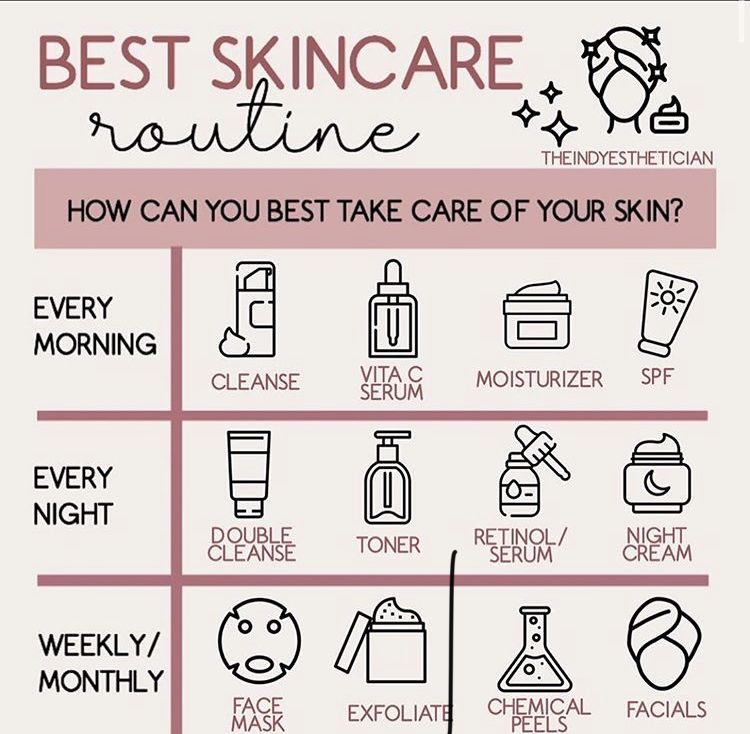 BEST SKINCARE
routine
THEINDYESTHETICIAN
HOW CAN YOU BEST TAKE CARE OF YOUR SKIN?
EVERY
MORNING
CLEANSE
VITA C
SERUM
MOISTURIZER
SPF
EVERY
NIGHT
DOUBLE
CLEANSE
TONER
RETINOL/
SERUM
NIGHT
CREAM
WEEKLY/
MONTHLY
FACE
MASK
EXFOLIATE
CHEMICAL
PEELS
FACIALS